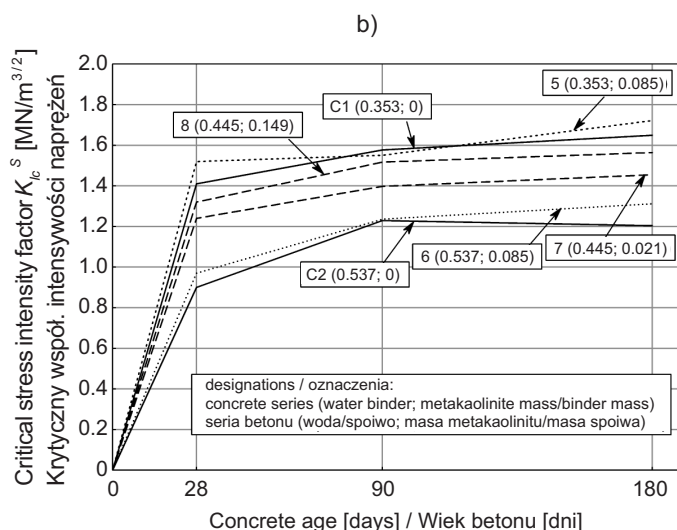 b)
Critical stress intensity factor K_Ic^S [MN/m^3/2]
Krytyczny współ. intensywości naprężeń
2.0
1.8
1.6
1.4
1.2
1.0
0.8
0.6
0.4
0.2
0
5 (0.353; 0.085)
C1 (0.353; 0)
8 (0.445; 0.149)
C2 (0.537; 0)
6 (0.537; 0.085)
7 (0.445; 0.021)
designations / oznaczenia:
concrete series (water binder; metakaolinite mass/binder mass)
seria betonu (woda/spoiwo; masa metakaolinitu/masa spoiwa)
0 28 90 180
Concrete age [days] / Wiek betonu [dni]